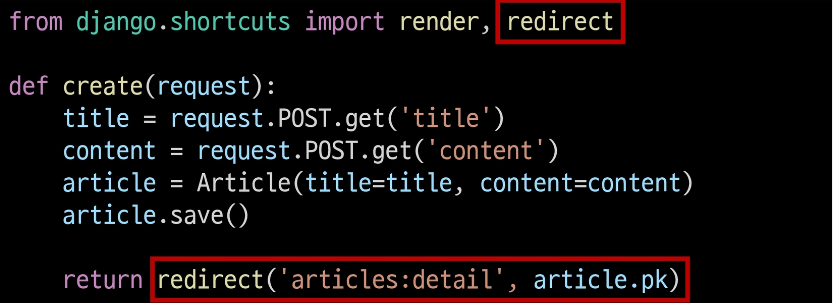 from django.shortcuts import render, redirect
def create(request):
    title = request.POST.get('title')
    content = request.POST.get('content')
    article = Article(title=title, content=content)
    article.save()
    return redirect('articles:detail', article.pk)